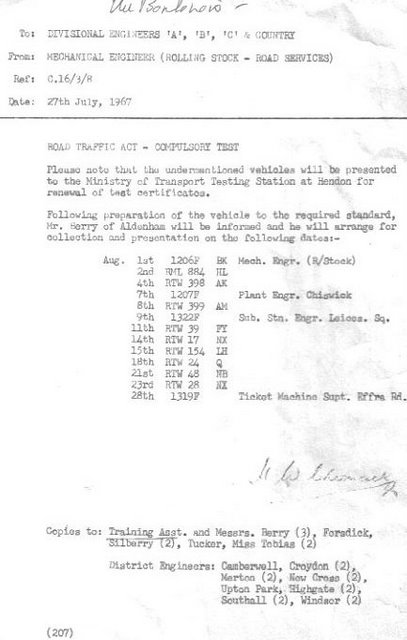 To: DIVISIONAL ENGINEERS 'A', 'B', 'C' & COUNTRY
From: MECHANICAL ENGINEER (ROLLING STOCK - ROAD SERVICES)
Ref: C.16/3/8
Date: 27th July, 1967
ROAD TRAFFIC ACT - COMPULSORY TEST
Please note that the undermentioned vehicles will be presented
to the Ministry of Transport Testing Station at Hendon for
renewal of test certificates.
Following preparation of the vehicle to the required standard,
Mr. Berry of Aldenham will be informed and he will arrange for
collection and presentation on the following dates:-
Aug. 1st 1206F BK Mech. Engr. (R/Stock)
2nd RML 884 HL
4th RTW 398 AK
7th 1207F Plant Engr. Chiswick
8th RTW 399 AM
9th 1322F Sub. Stn. Engr. Leices. Sq.
11th RTW 39 FY
14th RTW 17 NX
15th RTW 154 LH
18th RTW 24 Q
21st RTW 48 NB
23rd RTW 28 NX
28th 1319F Ticket Machine Supt. Effra Rd.
Copies to: Training Asst. and Messrs. Berry (3), Forsdick,
Silberry (2), Tucker, Miss Tobias (2)
District Engineers: Camberwell, Croydon (2),
Merton (2), New Cross (2),
Upton Park, Highgate (2),
Southall (2), Windsor (2)
(207)